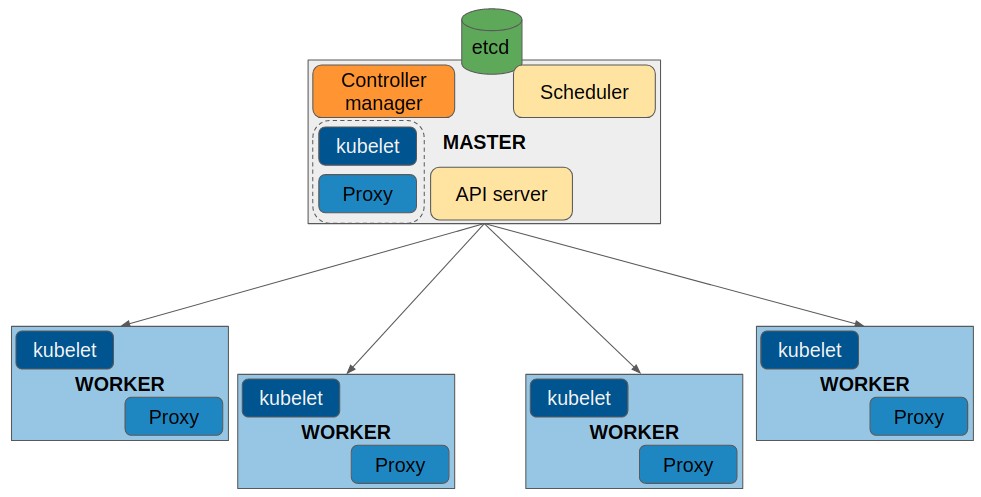 etcd
Controller
manager
Scheduler
kubelet
MASTER
Proxy
API server
kubelet
WORKER
Proxy
kubelet
WORKER
Proxy
kubelet
WORKER
Proxy
kubelet
WORKER
Proxy